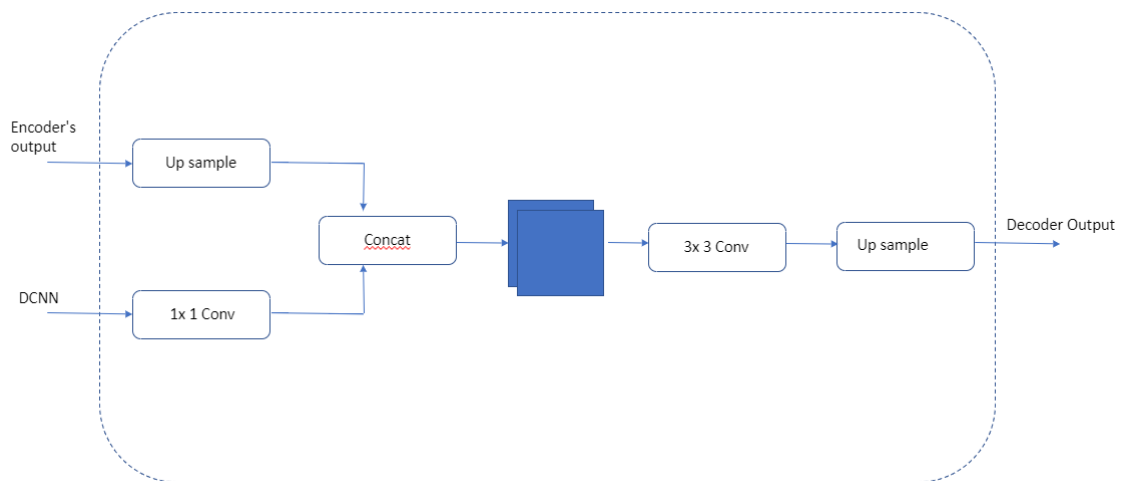 Encoder's
output
Up sample
Concat
DCNN
1x 1 Conv
3x 3 Conv
Up sample
Decoder Output